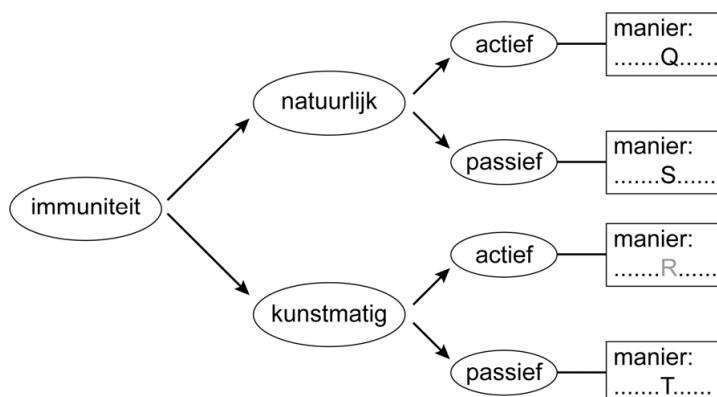 actief
manier:
.......Q......
natuurlijk
passief
manier:
.......S......
immuniteit
actief
manier:
.......R......
kunstmatig
passief
manier:
.......T......